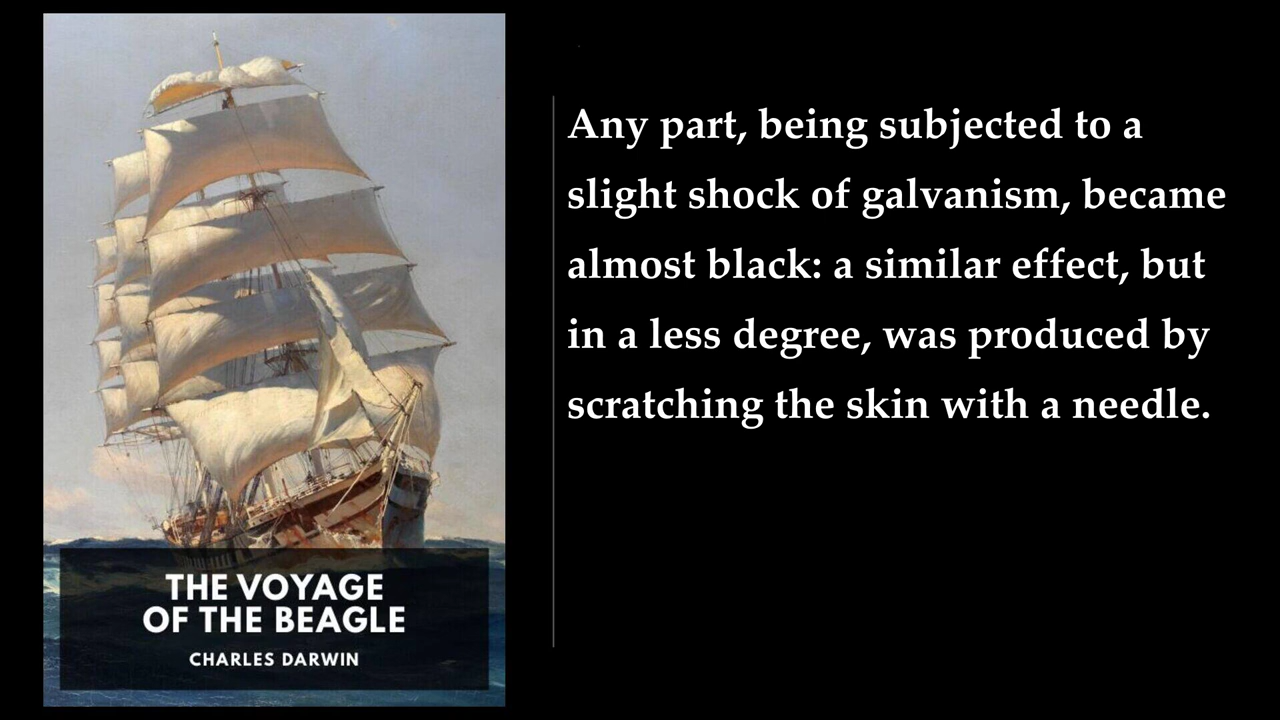 THE VOYAGE
OF THE BEAGLE
CHARLES DARWIN
Any part, being subjected to a
slight shock of galvanism, became
almost black: a similar effect, but
in a less degree, was produced by
scratching the skin with a needle.